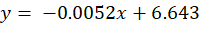 y = −0.0052x + 6.643